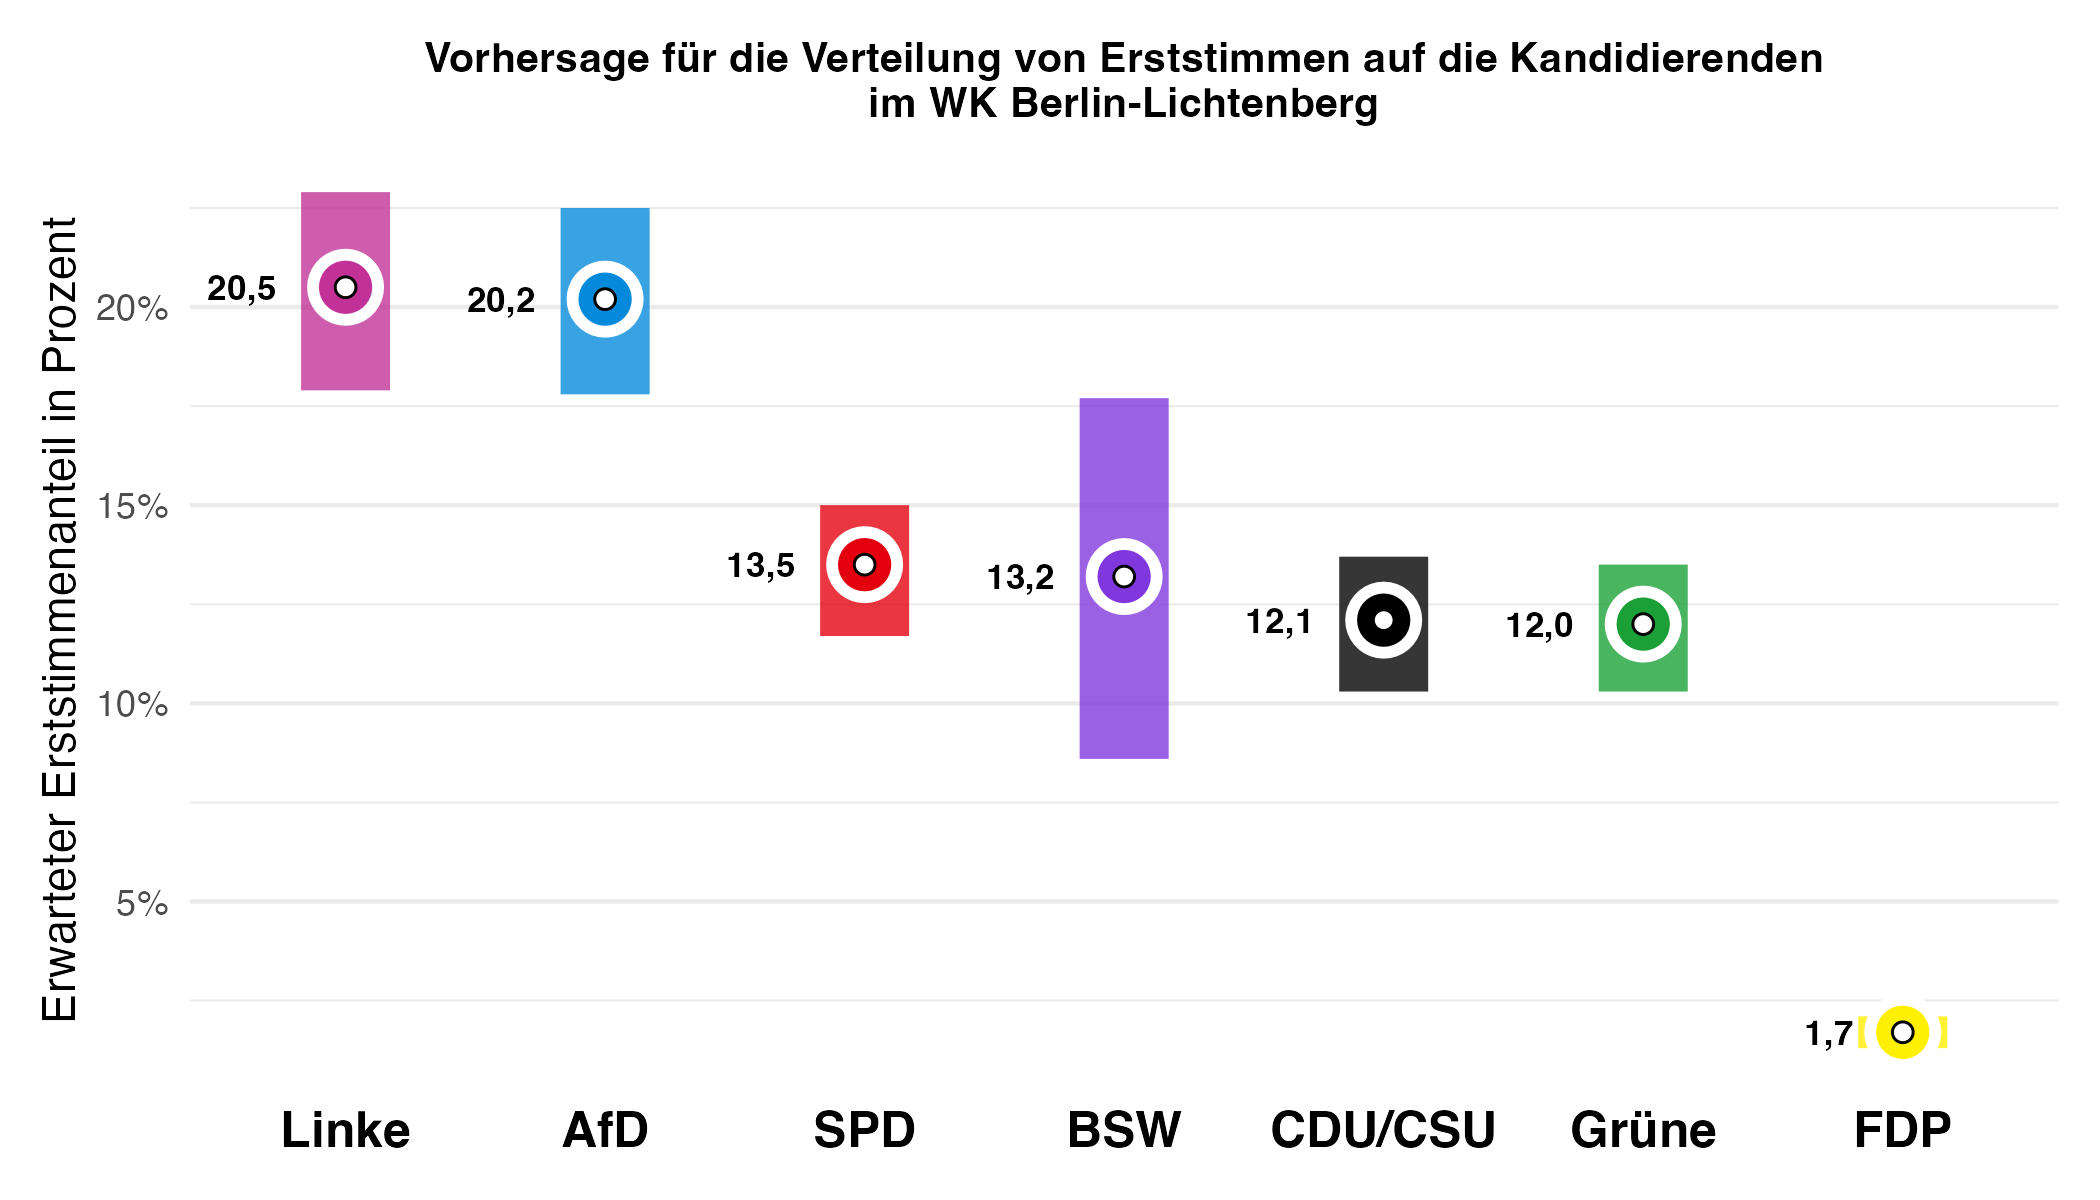 Vorhersage für die Verteilung von Erststimmen auf die Kandidierenden
im WK Berlin-Lichtenberg
Erwarteter Erststimmenanteil in Prozent
20%
15%
10%
5%
20,5
20,2
13,5
13,2
12,1
12,0
1,7
Linke
AfD
SPD
BSW
CDU/CSU
Grüne
FDP